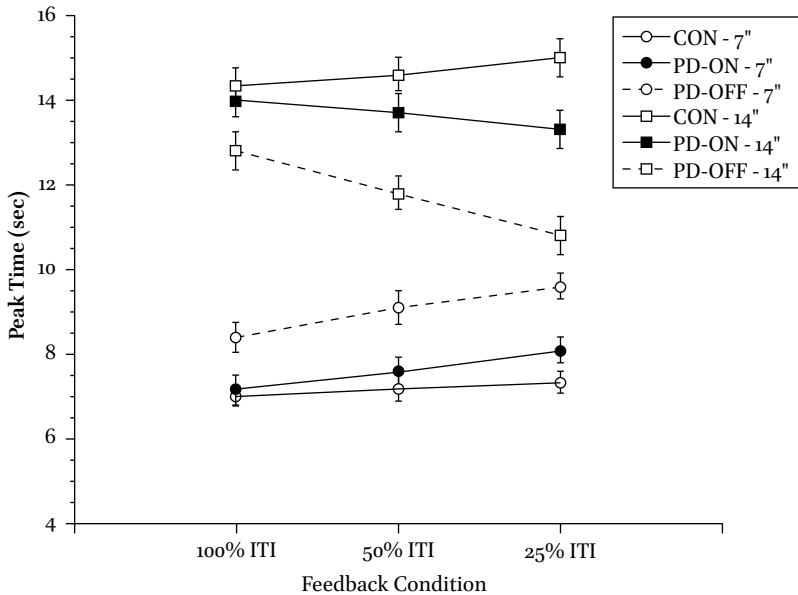 16
14
12
10
8
6
4
Peak Time (sec)
100% ITI
50% ITI
25% ITI
Feedback Condition
CON - 7"
PD-ON - 7"
PD-OFF - 7"
CON - 14"
PD-ON - 14"
PD-OFF - 14"